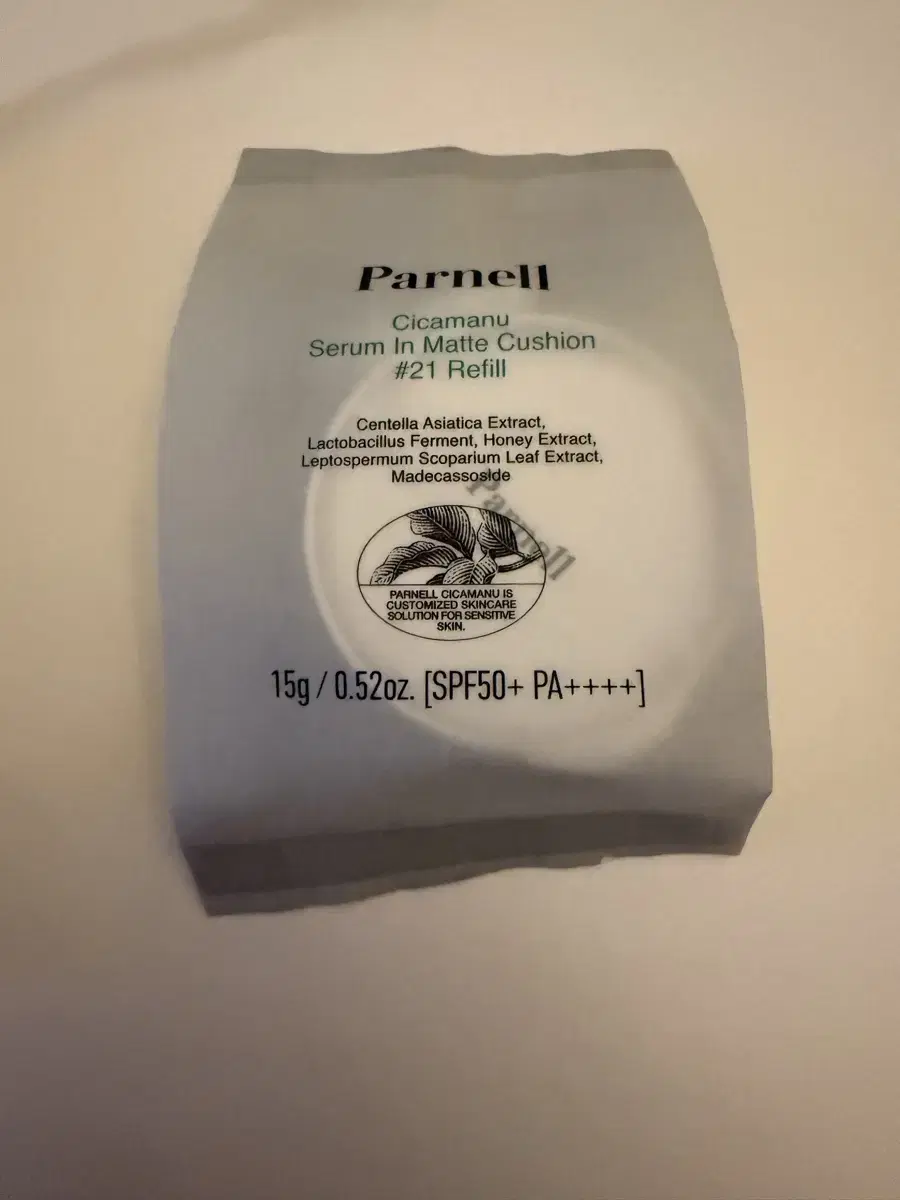 Parnell
Cicamanu
Serum In Matte Cushion
#21 Refill
Centella Asiatica Extract,
Lactobacillus Ferment, Honey Extract,
Leptospermum Scoparium Leaf Extract,
Madecassoside
Parnell
PARNELL CICAMANU IS
CUSTOMIZED SKINCARE
SOLUTION FOR SENSITIVE
SKIN.
15g / 0.52oz. [SPF50+ PA++++]